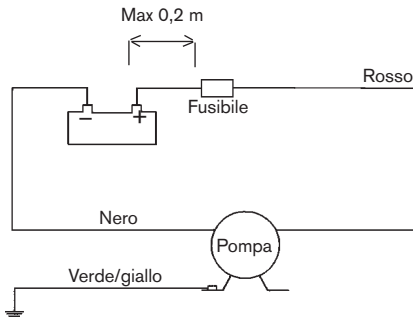 Max 0,2 m
Rosso
Fusibile
Nero
Pompa
Verde/giallo